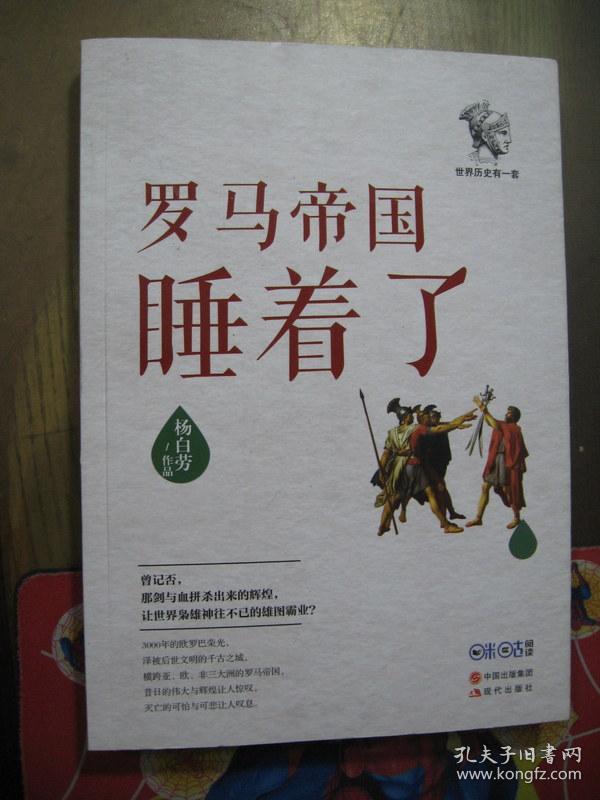 世界历史有一套
罗马帝国
睡着了
杨白劳
/
作品
曾记否，
那剑与血拼杀出来的辉煌，
让世界枭雄神往不已的雄图霸业？
3000年的欧罗巴荣光，
泽被后世文明的千古之城，
横跨亚、欧、非三大洲的罗马帝国，
昔日的伟大与辉煌让人惊叹，
灭亡的可怕与可悲让人叹息。
咪咕阅读
中国出版集团
现代出版社
孔夫子旧书网
www.kongfz.com